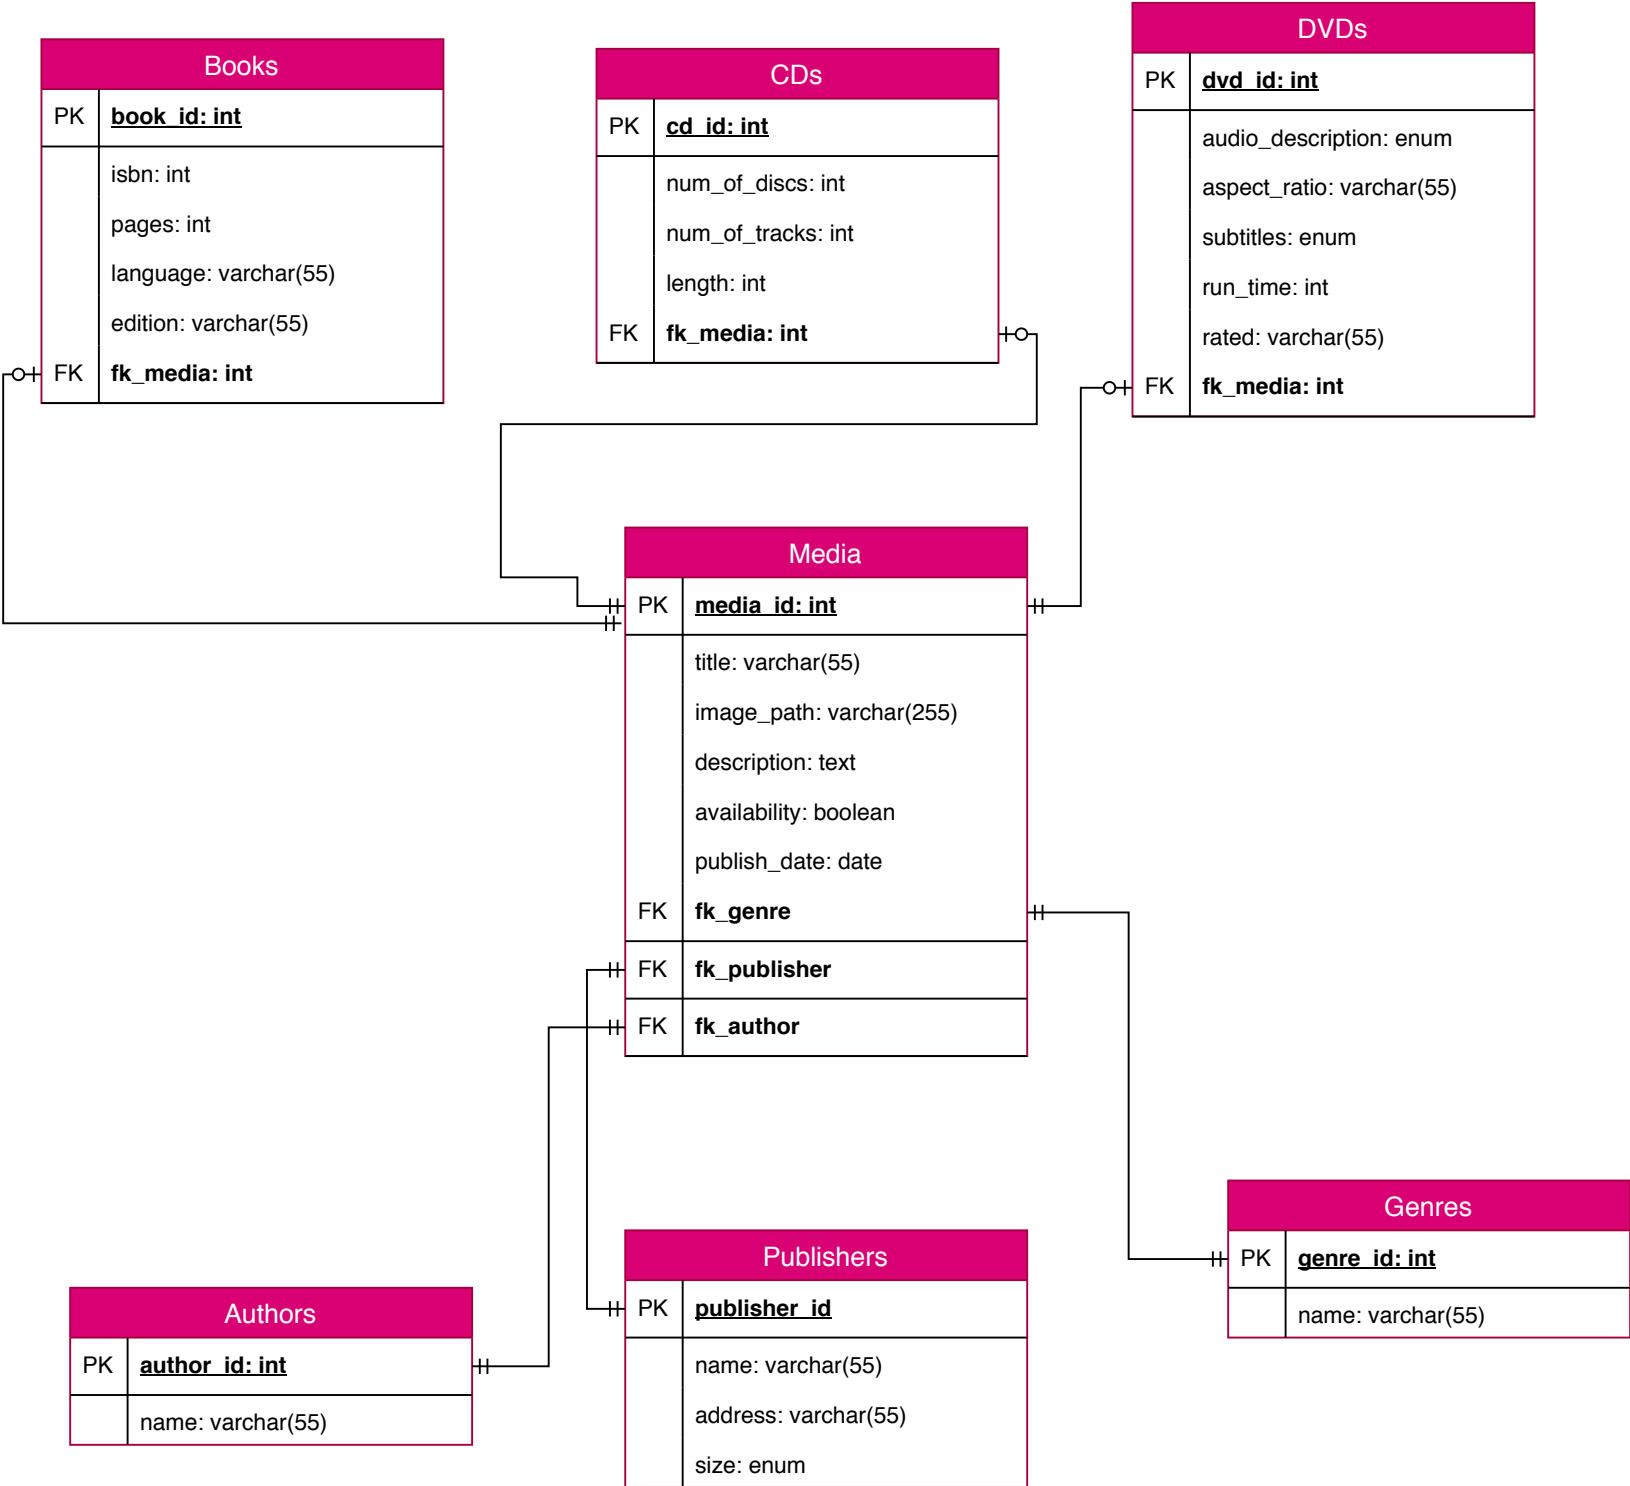 Books
PK book_id: int
isbn: int
pages: int
language: varchar(55)
edition: varchar(55)
FK fk_media: int
CDs
PK cd_id: int
num_of_discs: int
num_of_tracks: int
length: int
FK fk_media: int
DVDs
PK dvd_id: int
audio_description: enum
aspect_ratio: varchar(55)
subtitles: enum
run_time: int
rated: varchar(55)
FK fk_media: int
Media
PK media_id: int
title: varchar(55)
image_path: varchar(255)
description: text
availability: boolean
publish_date: date
FK fk_genre
FK fk_publisher
FK fk_author
Authors
PK author_id: int
name: varchar(55)
Publishers
PK publisher_id
name: varchar(55)
address: varchar(55)
size: enum
Genres
PK genre_id: int
name: varchar(55)